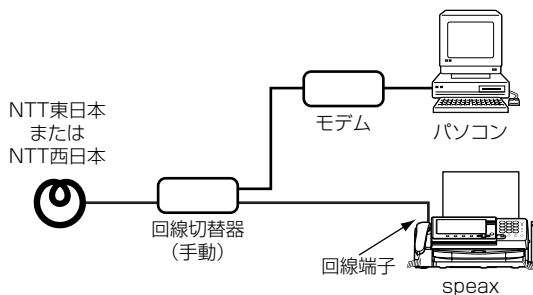 NTT東日本
または
NTT西日本
回線切替器
（手動）
モデム
パソコン
回線端子
speax